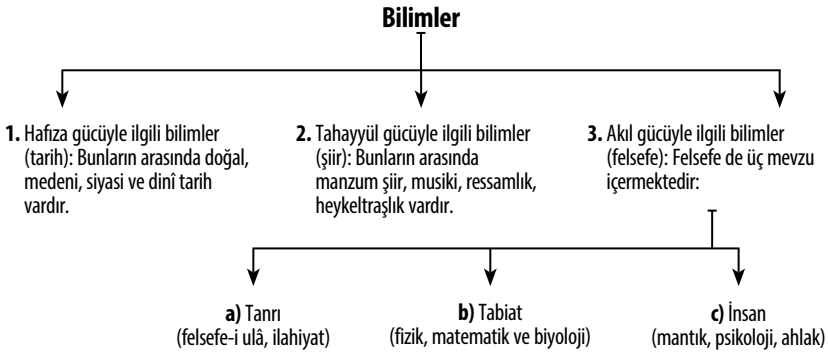 Bilimler
1. Hafıza gücüyle ilgili bilimler
(tarih): Bunların arasında doğal,
medeni, siyasi ve dinî tarih
vardır.
2. Tahayyül gücüyle ilgili bilimler
(şiir): Bunların arasında
manzum şiir, musiki, ressamlık,
heykeltraşlık vardır.
3. Akıl gücüyle ilgili bilimler
(felsefe): Felsefe de üç mevzu
içermektedir:
a) Tanrı
(felsefe-i ulâ, ilahiyat)
b) Tabiat
(fizik, matematik ve biyoloji)
c) İnsan
(mantık, psikoloji, ahlak)